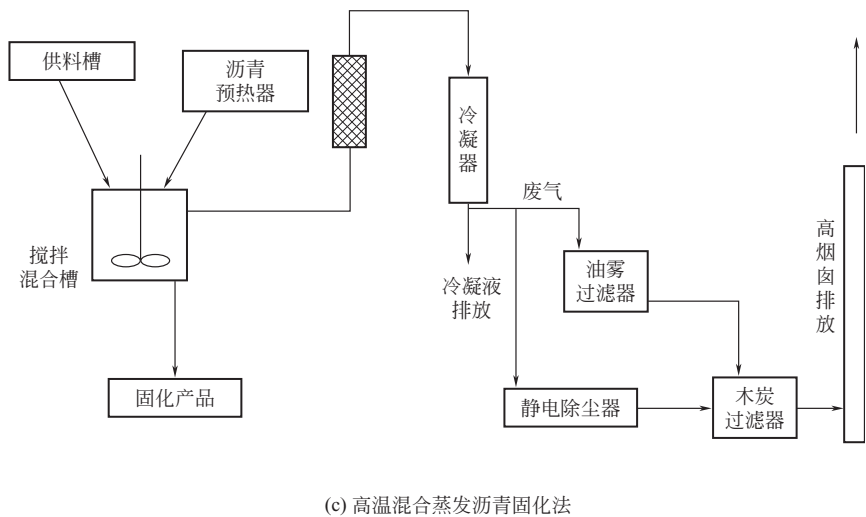 供料槽
沥青
预热器
冷
凝
器
废气
搅拌
混合槽
冷凝液
排放
油雾
过滤器
高
烟
囱
排
放
固化产品
静电除尘器
木炭
过滤器
(c) 高温混合蒸发沥青固化法